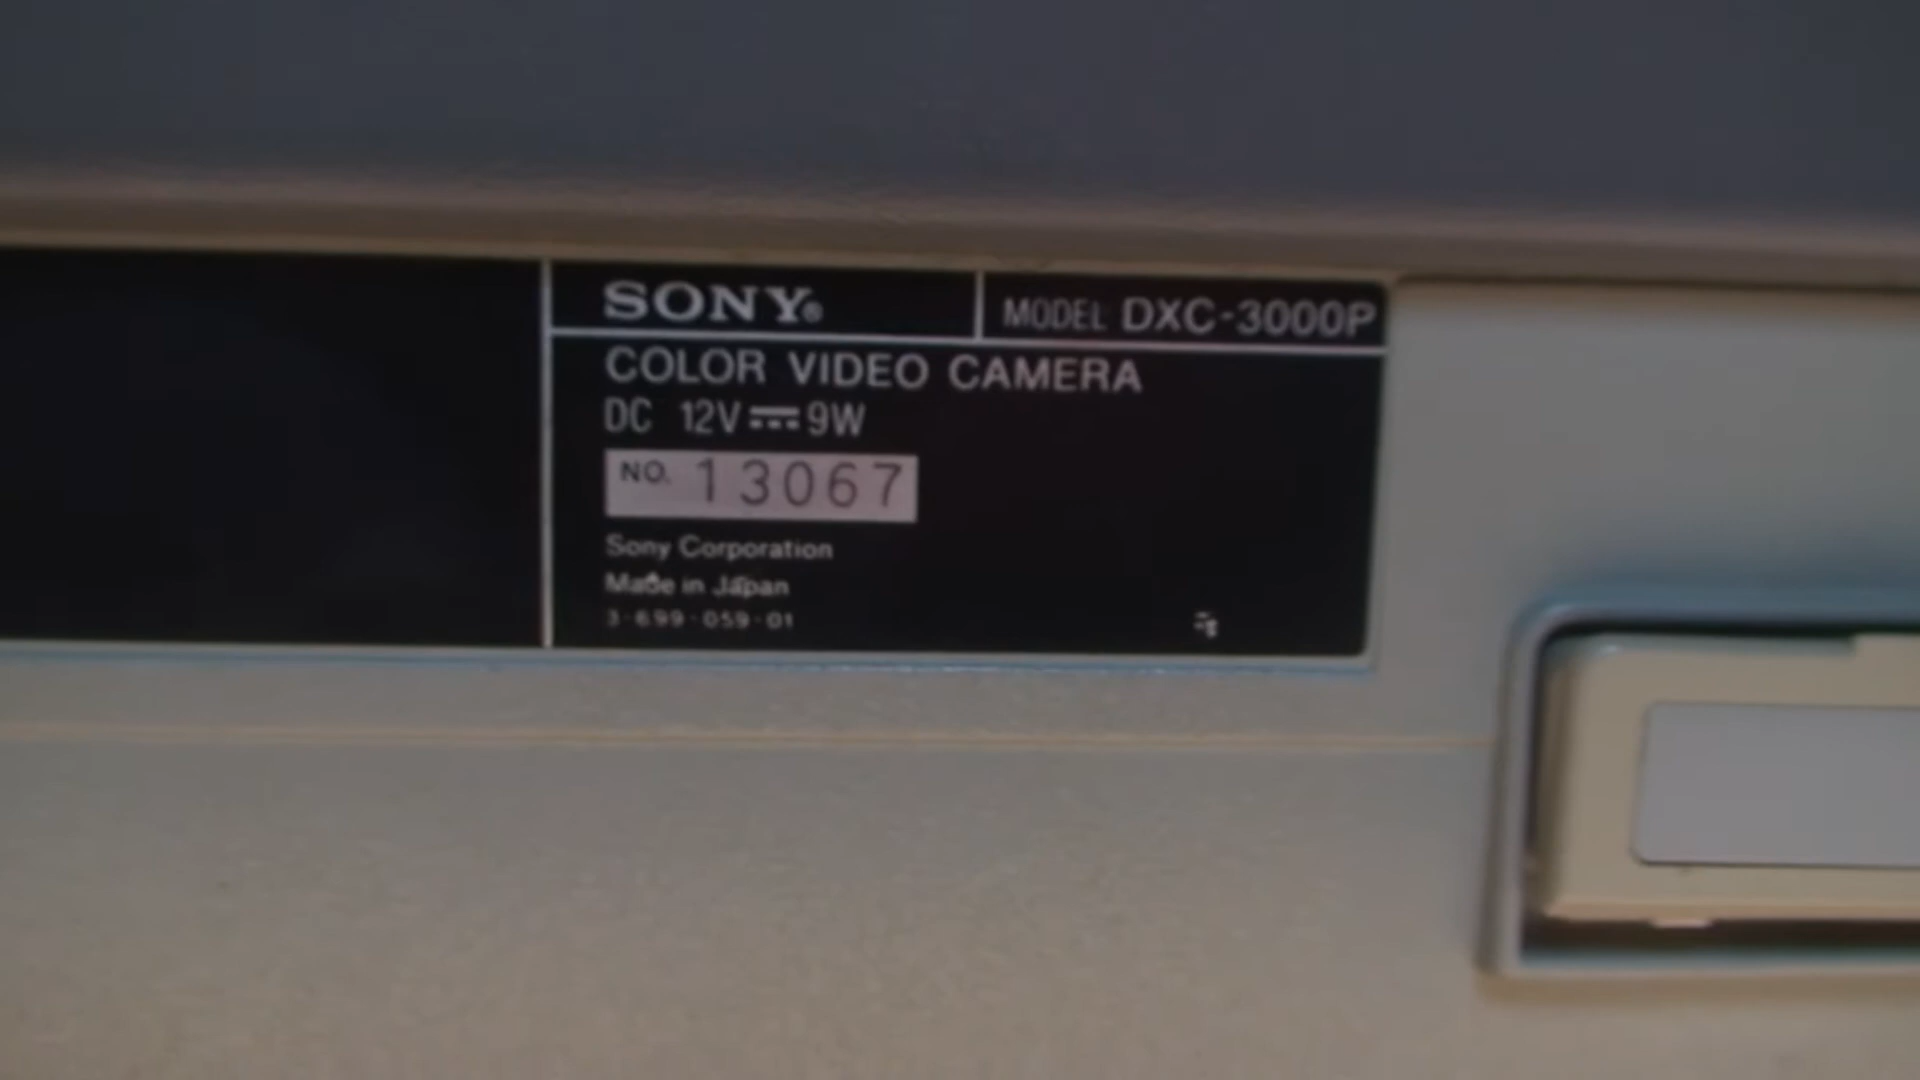 SONY® MODEL DXC-3000P
COLOR VIDEO CAMERA
DC 12V⎓9W
NO. 13067
Sony Corporation
Made in Japan
3-699-059-01